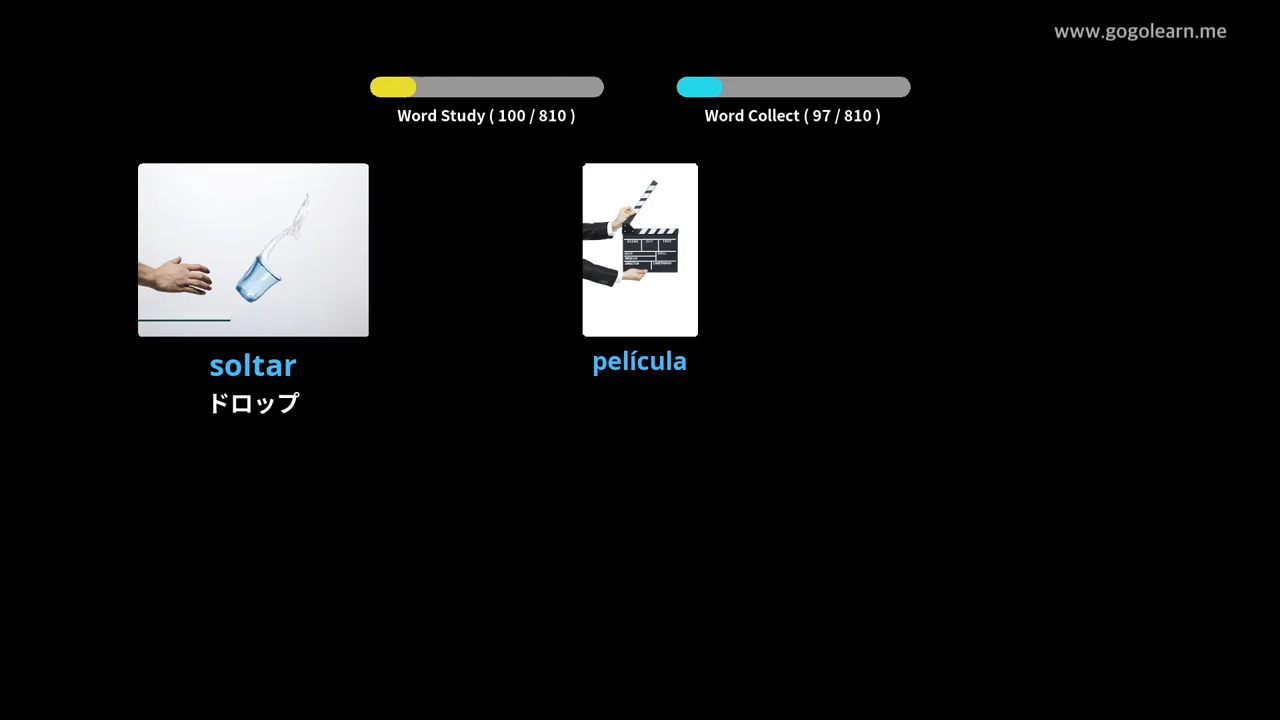 www.gogolearn.me
Word Study ( 100 / 810 )
Word Collect ( 97 / 810 )
soltar
ドロップ
película